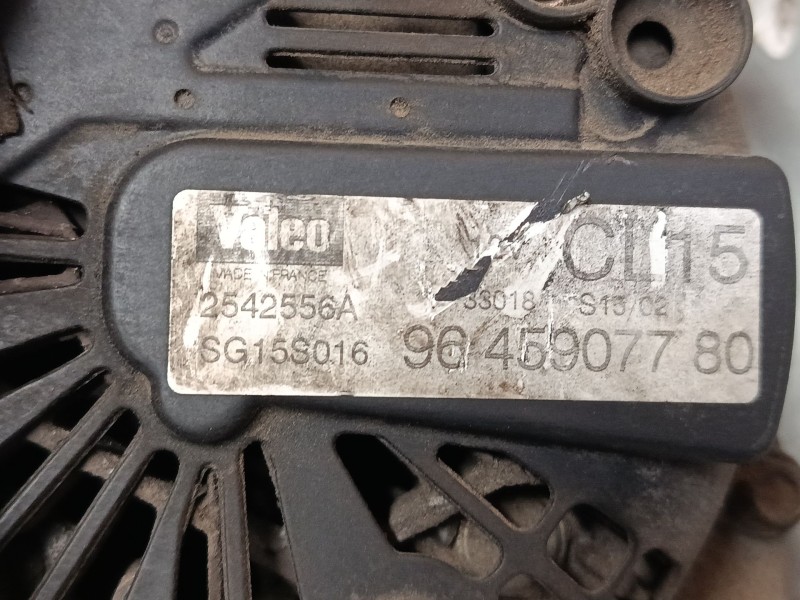 Valeo CL15
MADE IN FRANCE
2542556A 33018 S13/02
SG15S016 96 459077 80